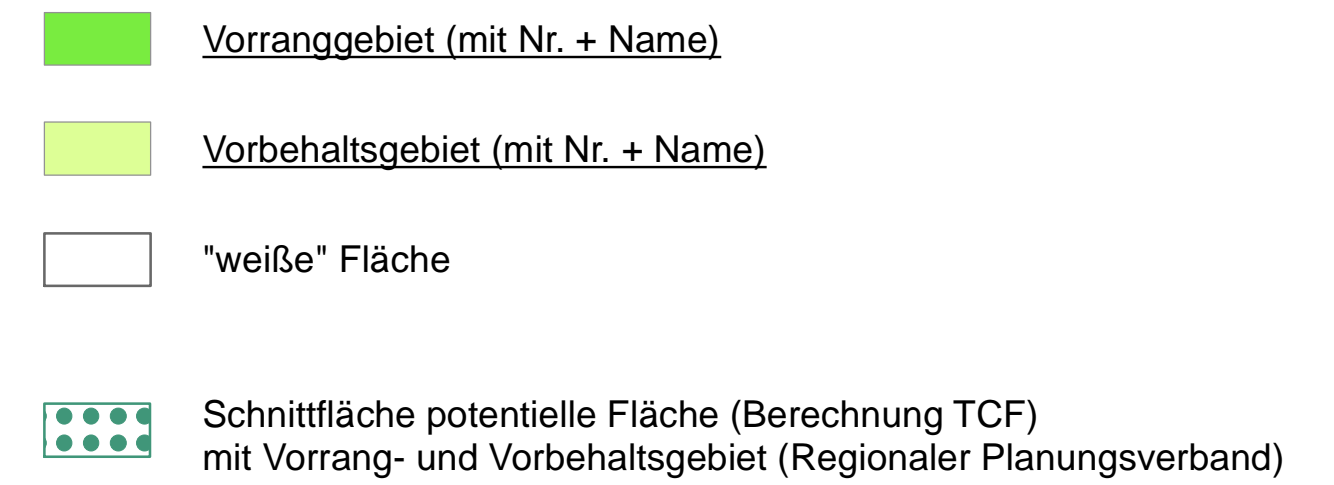 Vorranggebiet (mit Nr. + Name)
Vorbehaltsgebiet (mit Nr. + Name)
"weiße" Fläche
Schnittfläche potentielle Fläche (Berechnung TCF)
mit Vorrang- und Vorbehaltsgebiet (Regionaler Planungsverband)